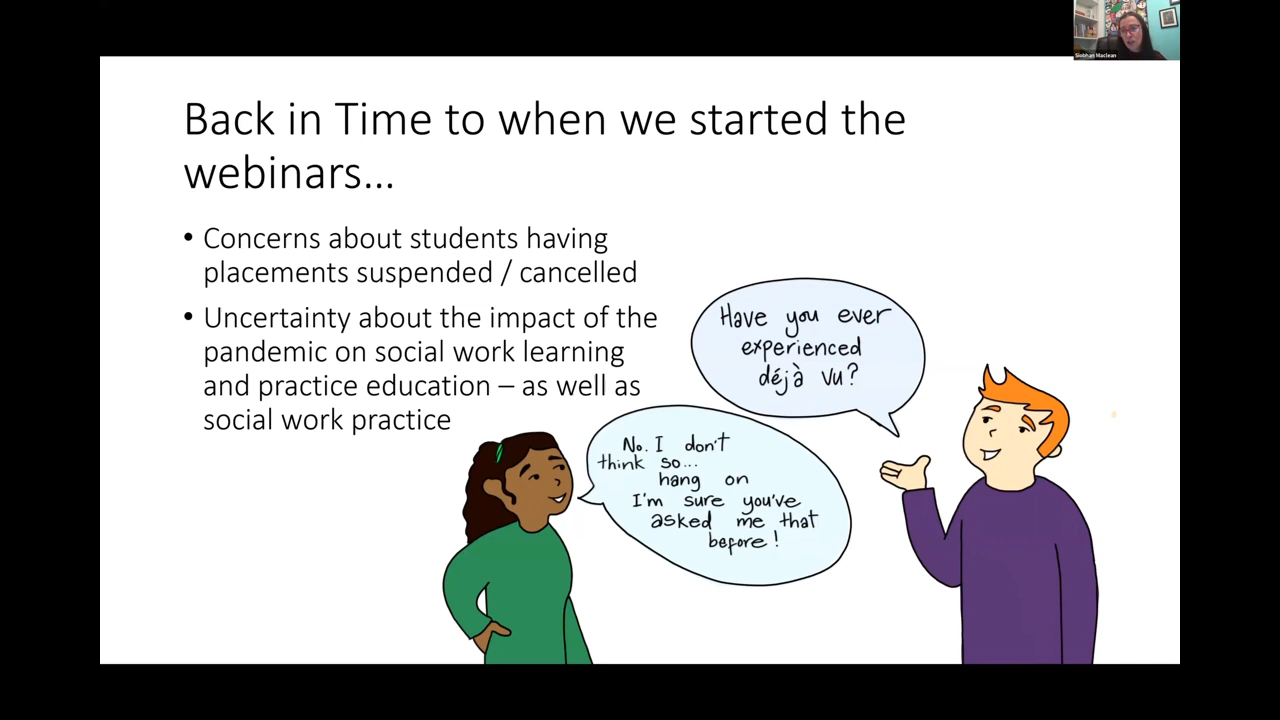 Siobhan Maclean
Back in Time to when we started the
webinars...
• Concerns about students having
placements suspended / cancelled
• Uncertainty about the impact of the
pandemic on social work learning
and practice education – as well as
social work practice
Have you ever
experienced
déjà vu?
No. I don't
think so...
hang on
I'm sure you've
asked me that
before!